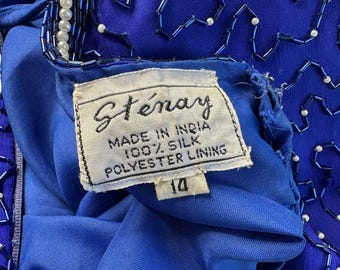 Sténay
MADE IN INDIA
100% SILK
POLYESTER LINING
14